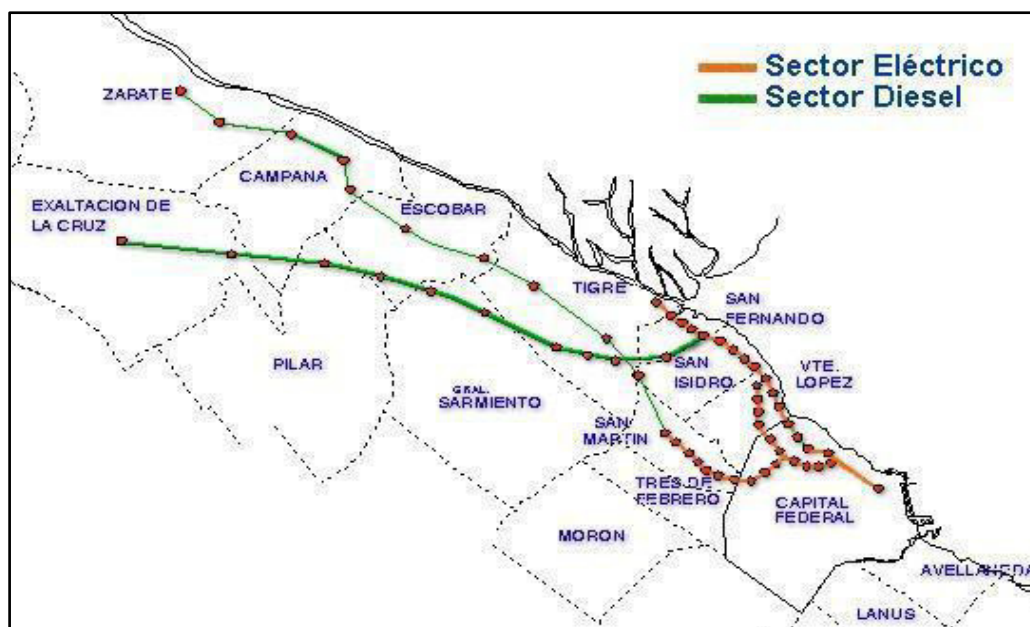 Sector Eléctrico
Sector Diesel
ZARATE
CAMPANA
EXALTACION DE
LA CRUZ
ESCOBAR
TIGRE
SAN
FERNANDO
PILAR
SAN
ISIDRO
VTE.
LOPEZ
GRAL.
SARMIENTO
SAN
MARTIN
TRES DE
FEBRERO
CAPITAL
FEDERAL
MORON
AVELLANEDA
LANUS